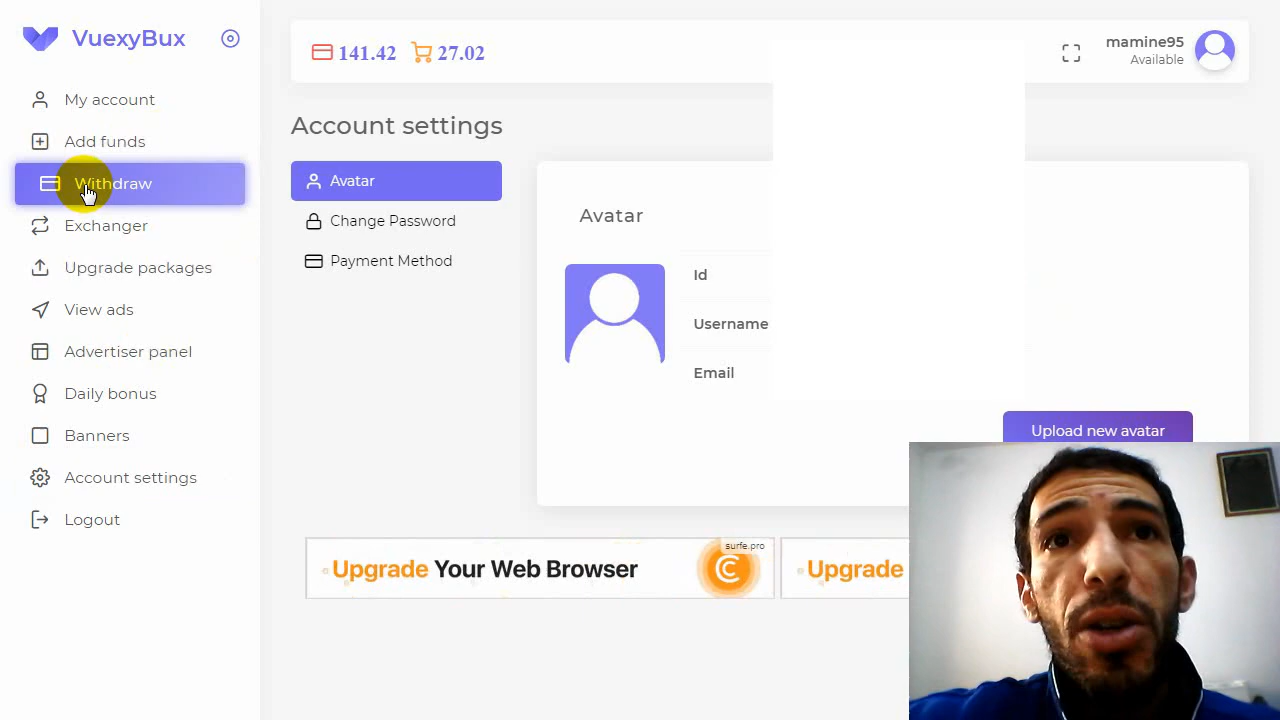 VuexyBux
141.42 27.02
mamine95
Available
My account
Add funds
Withdraw
Exchanger
Upgrade packages
View ads
Advertiser panel
Daily bonus
Banners
Account settings
Logout
Account settings
Avatar
Change Password
Payment Method
Avatar
Id
Username
Email
Upload new avatar
surfe.pro
Upgrade Your Web Browser
Upgrade